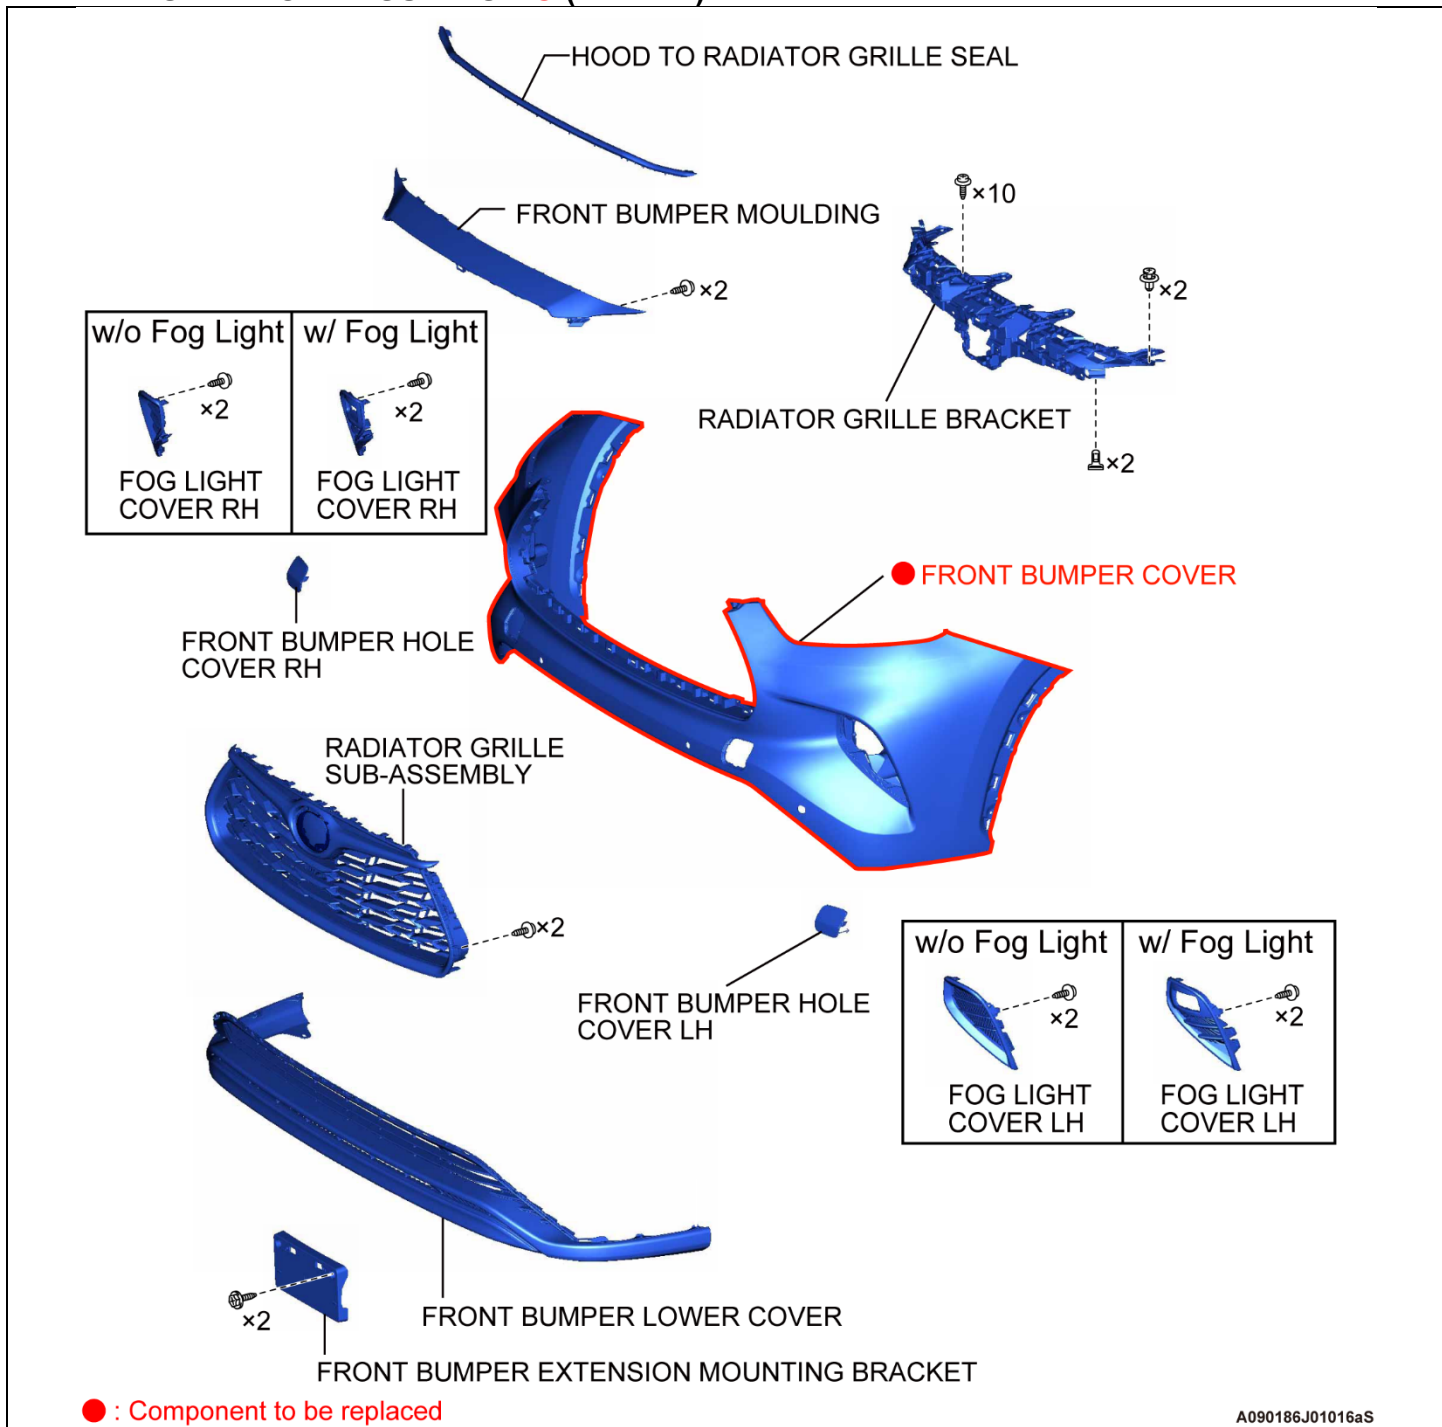 HOOD TO RADIATOR GRILLE SEAL
×10
FRONT BUMPER MOULDING
×2
×2
w/o Fog Light
w/ Fog Light
×2
×2
FOG LIGHT
COVER RH
FOG LIGHT
COVER RH
RADIATOR GRILLE BRACKET
×2
FRONT BUMPER COVER
FRONT BUMPER HOLE
COVER RH
RADIATOR GRILLE
SUB-ASSEMBLY
×2
FRONT BUMPER HOLE
COVER LH
w/o Fog Light
w/ Fog Light
×2
×2
FOG LIGHT
COVER LH
FOG LIGHT
COVER LH
×2
FRONT BUMPER LOWER COVER
FRONT BUMPER EXTENSION MOUNTING BRACKET
: Component to be replaced
A090186J01016aS